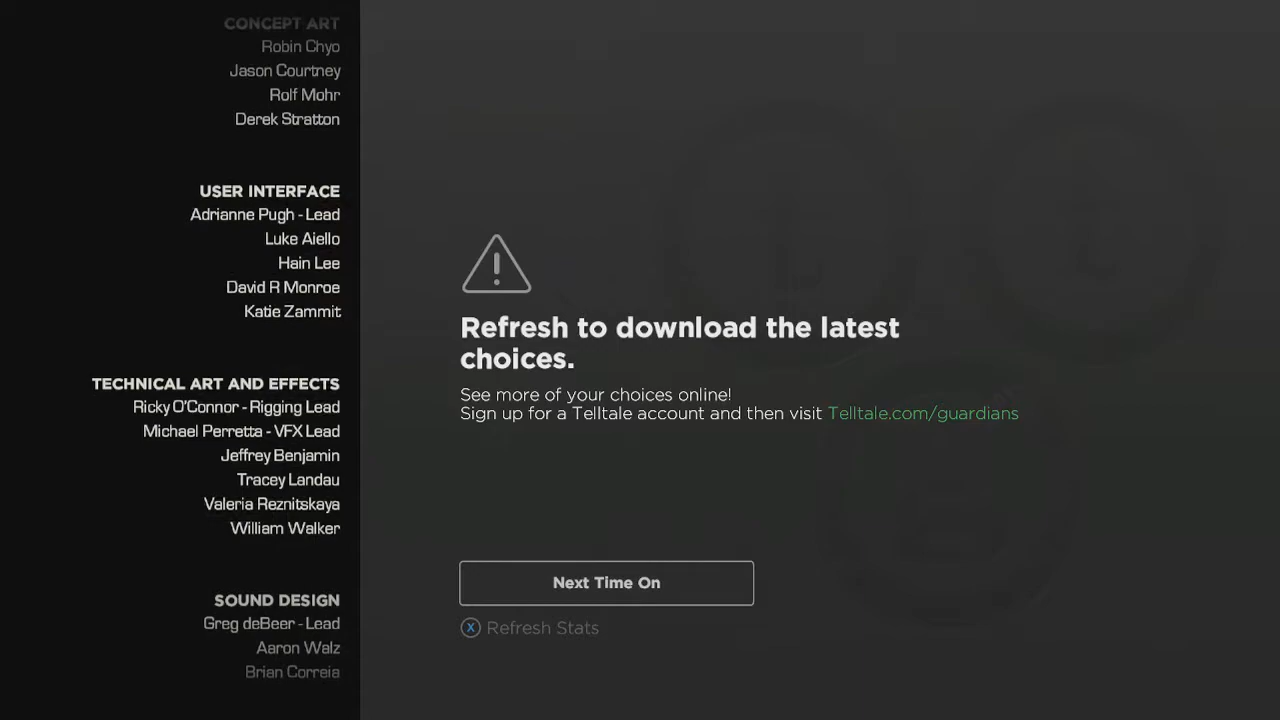 CONCEPT ART
Robin Chyo
Jason Courtney
Rolf Mohr
Derek Stratton
USER INTERFACE
Adrianne Pugh - Lead
Luke Aiello
Hain Lee
David R Monroe
Katie Zammit
TECHNICAL ART AND EFFECTS
Ricky O'Connor - Rigging Lead
Michael Perretta - VFX Lead
Jeffrey Benjamin
Tracey Landau
Valeria Reznitskaya
William Walker
SOUND DESIGN
Greg deBeer - Lead
Aaron Walz
Brian Correia
Refresh to download the latest
choices.
See more of your choices online!
Sign up for a Telltale account and then visit Telltale.com/guardians
Next Time On
X Refresh Stats